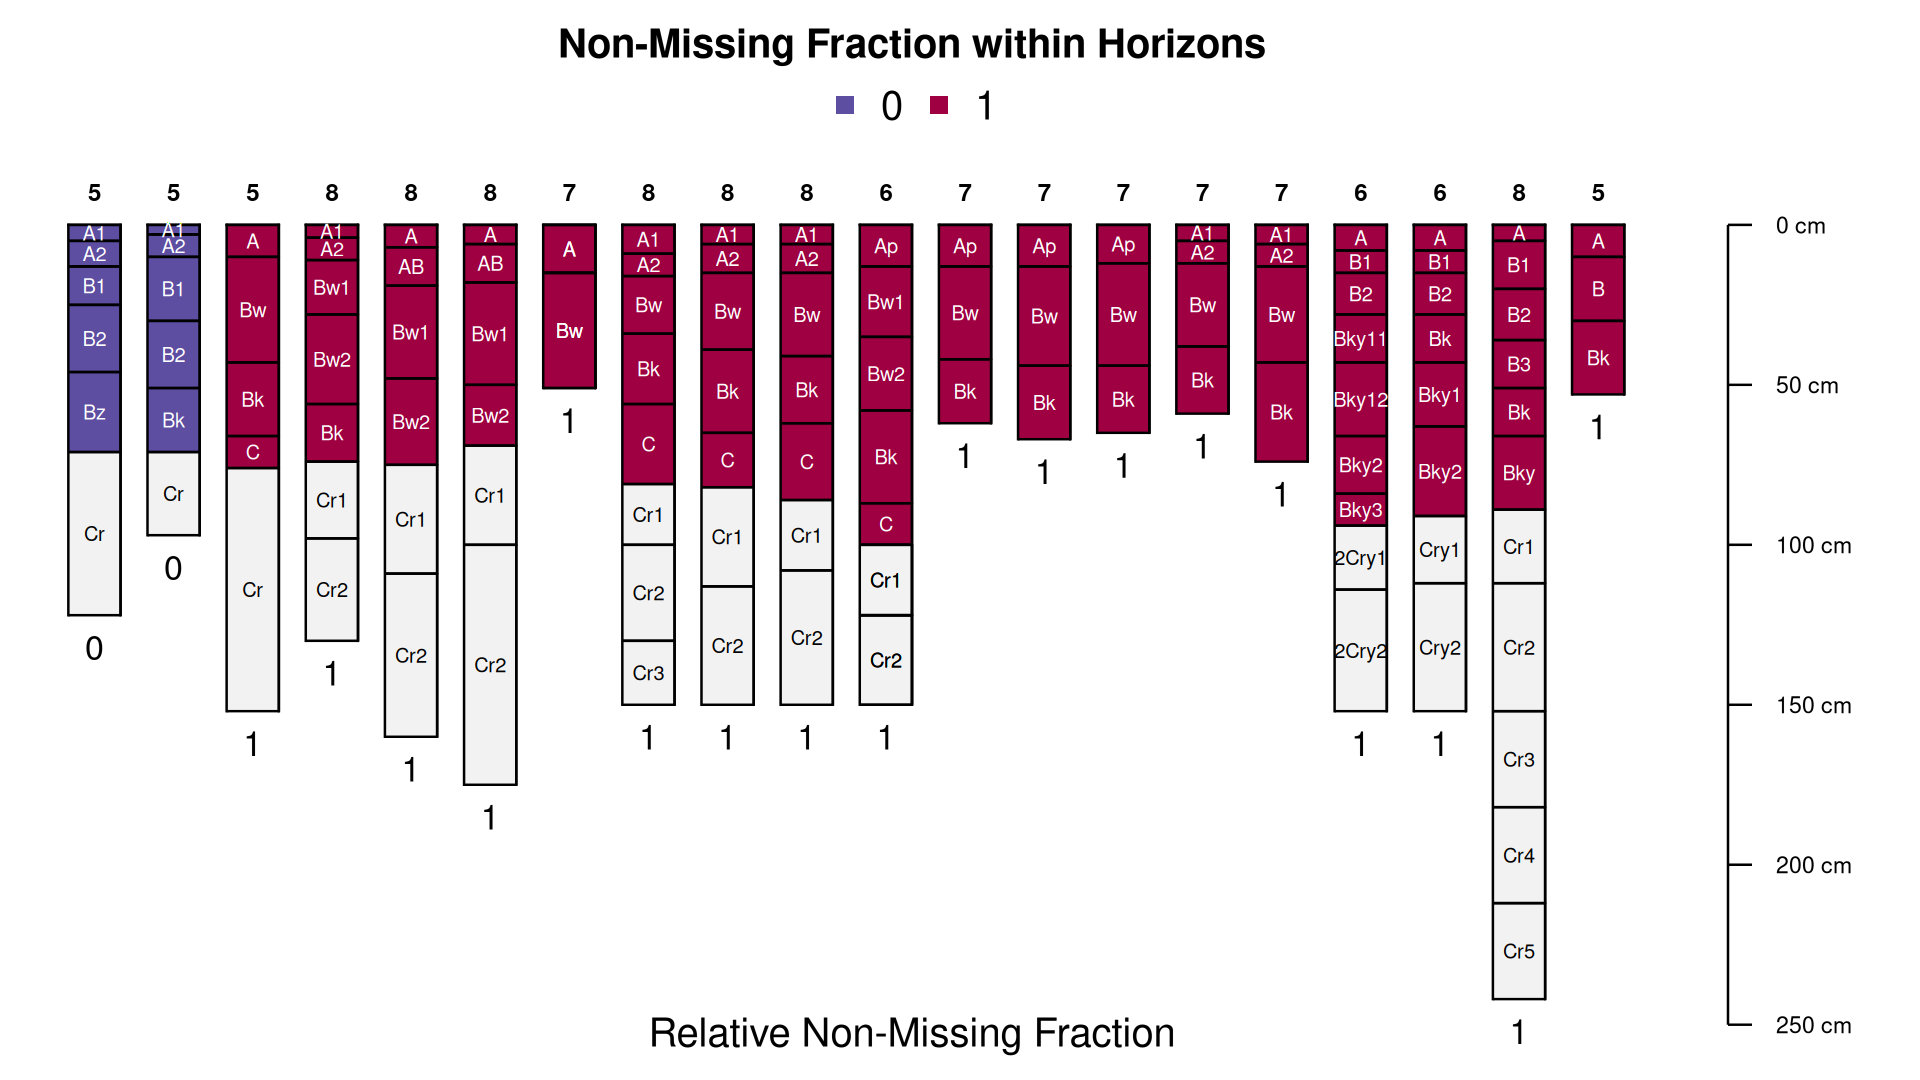 Non-Missing Fraction within Horizons
0 1
5 5 5 8 8 8 7 8 8 8 6 7 7 7 7 7 6 6 8 5
A1 A2 B1 B2 Bz Cr 0
A1 A2 B1 B2 Bk Cr 0
A Bw Bk C Cr 1
A1 A2 Bw1 Bw2 Bk Cr1 Cr2 1
A AB Bw1 Bw2 Cr1 Cr2 1
A AB Bw1 Bw2 Cr1 Cr2 1
A Bw 1
A1 A2 Bw Bk C Cr1 Cr2 Cr3 1
A1 A2 Bw Bk C Cr1 Cr2 1
A1 A2 Bw Bk C Cr1 Cr2 1
Ap Bw1 Bw2 Bk C Cr1 Cr2 1
Ap Bw Bk 1
Ap Bw Bk 1
Ap Bw Bk 1
A1 A2 Bw Bk 1
A1 A2 Bw Bk 1
A B1 B2 Bky11 Bky12 Bky2 Bky3 2Cry1 2Cry2 1
A B1 B2 Bk Bky1 Bky2 Cry1 Cry2 1
A B1 B2 B3 Bk Bky Cr1 Cr2 Cr3 Cr4 Cr5 1
A B Bk 1
0 cm
50 cm
100 cm
150 cm
200 cm
250 cm
Relative Non-Missing Fraction